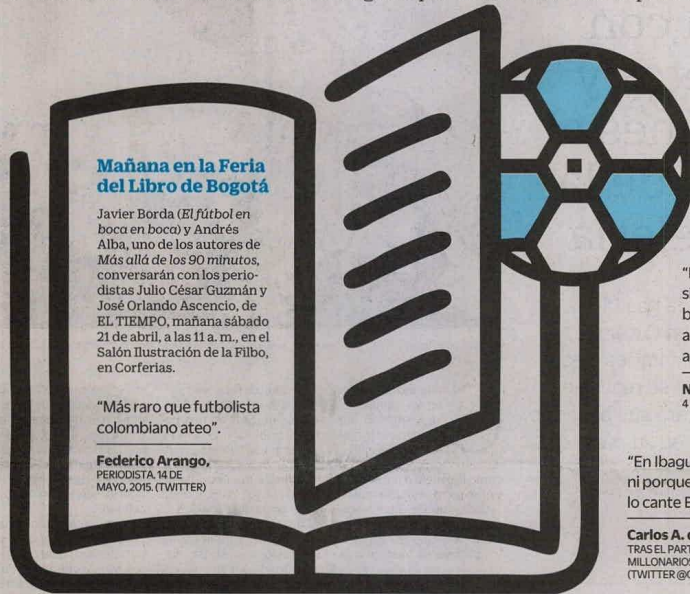 Mañana en la Feria
del Libro de Bogotá
Javier Borda (El fútbol en
boca en boca) y Andrés
Alba, uno de los autores de
Más allá de los 90 minutos,
conversarán con los perio-
distas Julio César Guzmán y
José Orlando Ascencio, de
EL TIEMPO, mañana sábado
21 de abril, a las 11 a. m., en el
Salón Ilustración de la Filbo,
en Corferias.
"Más raro que futbolista
colombiano ateo".
Federico Arango,
PERIODISTA. 14 DE
MAYO, 2015. (TWITTER)
"En Ibagu
ni porque
lo cante E
Carlos A.
TRAS EL PART
MILLONARIOS
(TWITTER @